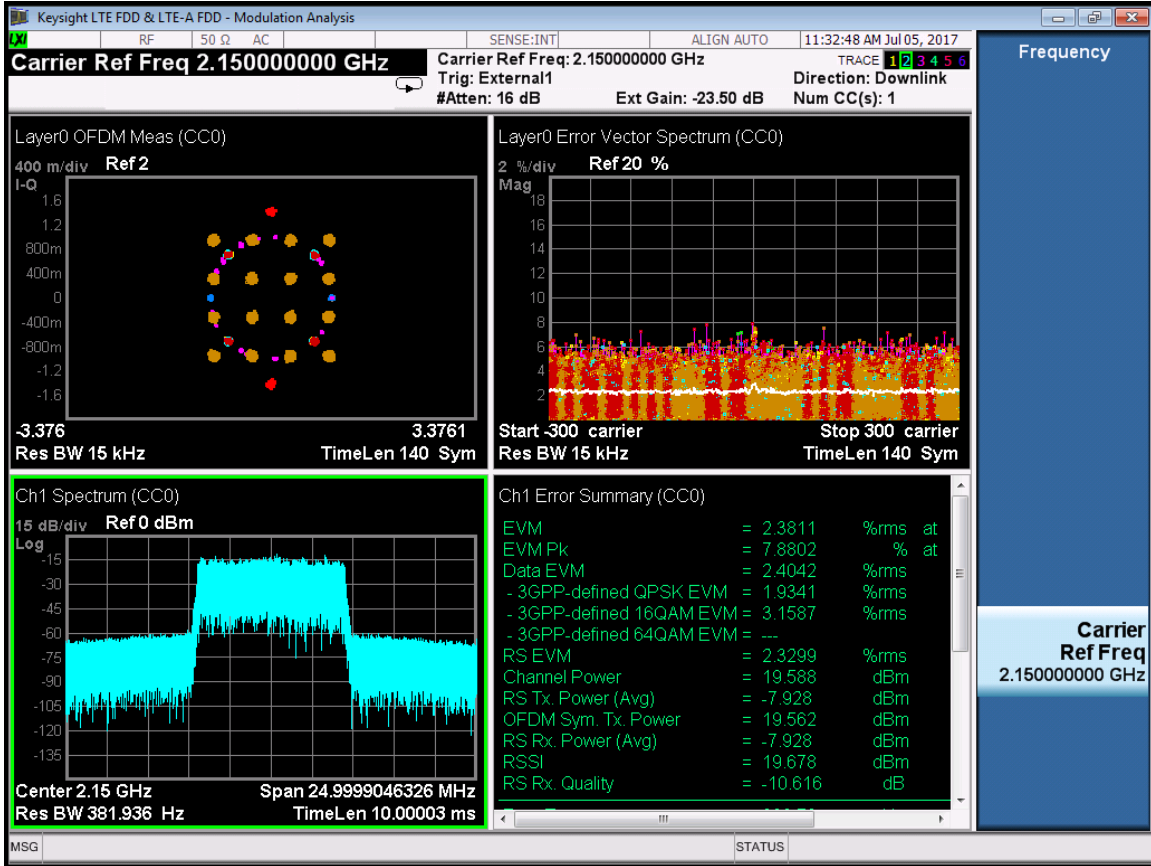 Keysight LTE FDD & LTE-A FDD - Modulation Analysis
LXI RF 50 Ω AC SENSE:INT ALIGN AUTO 11:32:48 AM Jul 05, 2017
Carrier Ref Freq 2.150000000 GHz
Carrier Ref Freq: 2.150000000 GHz
TRACE 1 2 3 4 5 6
Trig: External1
Direction: Downlink
#Atten: 16 dB Ext Gain: -23.50 dB Num CC(s): 1
Frequency
Layer0 OFDM Meas (CC0)
400 m/div Ref 2
I-Q
1.6
1.2
800m
400m
0
-400m
-800m
-1.2
-1.6
-3.376 3.3761
Res BW 15 kHz TimeLen 140 Sym
Layer0 Error Vector Spectrum (CC0)
2 %/div Ref 20 %
Mag
18
16
14
12
10
8
6
4
2
Start -300 carrier Stop 300 carrier
Res BW 15 kHz TimeLen 140 Sym
Ch1 Spectrum (CC0)
15 dB/div Ref 0 dBm
Log
-15
-30
-45
-60
-75
-90
-105
-120
-135
Center 2.15 GHz Span 24.9999046326 MHz
Res BW 381.936 Hz TimeLen 10.00003 ms
Ch1 Error Summary (CC0)
EVM = 2.3811 %rms at
EVM Pk = 7.8802 % at
Data EVM = 2.4042 %rms
- 3GPP-defined QPSK EVM = 1.9341 %rms
- 3GPP-defined 16QAM EVM = 3.1587 %rms
- 3GPP-defined 64QAM EVM = ---
RS EVM = 2.3299 %rms
Channel Power = 19.588 dBm
RS Tx. Power (Avg) = -7.928 dBm
OFDM Sym. Tx. Power = 19.562 dBm
RS Rx. Power (Avg) = -7.928 dBm
RSSI = 19.678 dBm
RS Rx. Quality = -10.616 dB
Carrier
Ref Freq
2.150000000 GHz
MSG STATUS